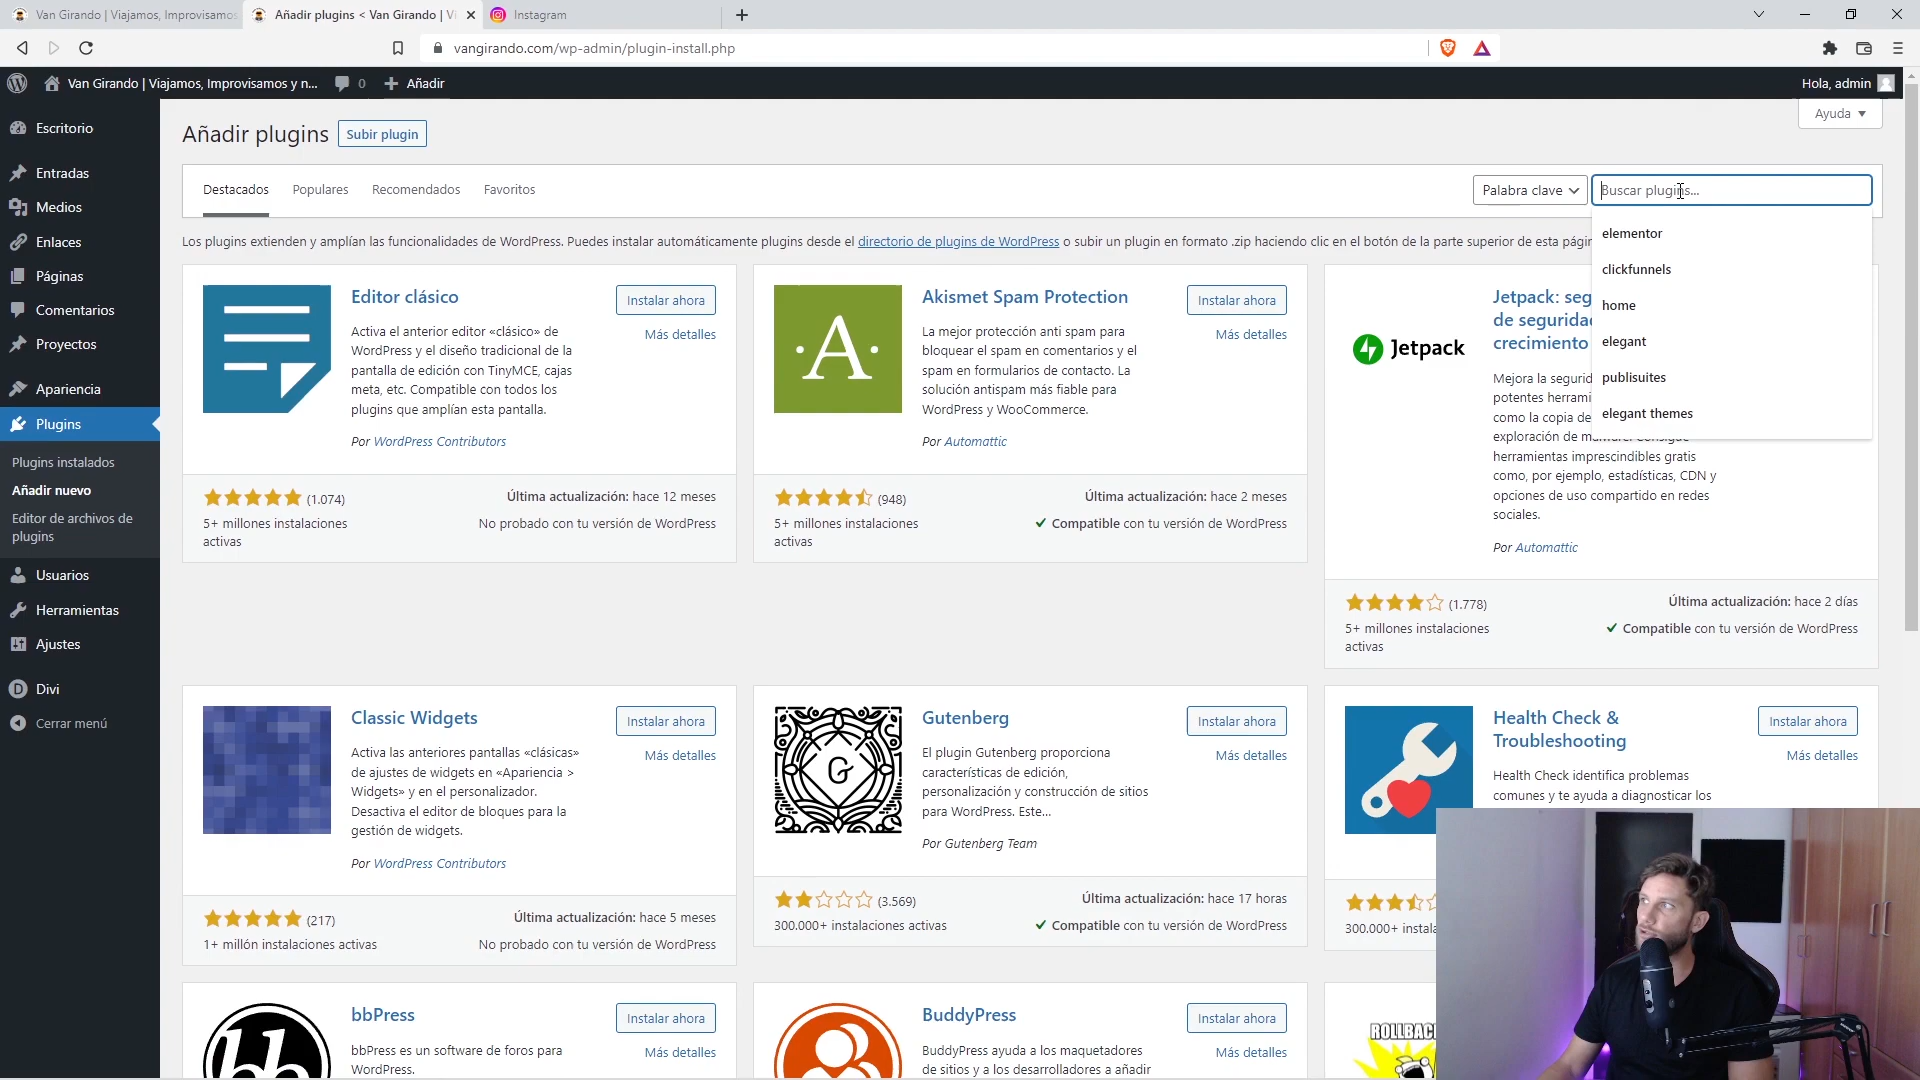 Van Girando | Viajamos, Improvisamos
Añadir plugins < Van Girando | Vi
Instagram
vangirando.com/wp-admin/plugin-install.php
Van Girando | Viajamos, Improvisamos y n...
0
Añadir
Hola, admin
Escritorio
Entradas
Medios
Enlaces
Páginas
Comentarios
Proyectos
Apariencia
Plugins
Plugins instalados
Añadir nuevo
Editor de archivos de
plugins
Usuarios
Herramientas
Ajustes
Divi
Cerrar menú
Ayuda
Añadir plugins
Subir plugin
Destacados
Populares
Recomendados
Favoritos
Palabra clave
Buscar plugins...
elementor
clickfunnels
home
elegant
publisuites
elegant themes
Los plugins extienden y amplían las funcionalidades de WordPress. Puedes instalar automáticamente plugins desde el directorio de plugins de WordPress o subir un plugin en formato .zip haciendo clic en el botón de la parte superior de esta págin
Editor clásico
Instalar ahora
Más detalles
Activa el anterior editor «clásico» de
WordPress y el diseño tradicional de la
pantalla de edición con TinyMCE, cajas
meta, etc. Compatible con todos los
plugins que amplían esta pantalla.
Por WordPress Contributors
(1.074)
5+ millones instalaciones
activas
Última actualización: hace 12 meses
No probado con tu versión de WordPress
Akismet Spam Protection
Instalar ahora
Más detalles
La mejor protección anti spam para
bloquear el spam en comentarios y el
spam en formularios de contacto. La
solución antispam más fiable para
WordPress y WooCommerce.
Por Automattic
(948)
5+ millones instalaciones
activas
Última actualización: hace 2 meses
Compatible con tu versión de WordPress
Jetpack
Jetpack: seg
de segurida
crecimiento
Mejora la segurid
potentes herrami
como la copia de
exploración de malware. Consigue
herramientas imprescindibles gratis
como, por ejemplo, estadísticas, CDN y
opciones de uso compartido en redes
sociales.
Por Automattic
(1.778)
5+ millones instalaciones
activas
Última actualización: hace 2 días
Compatible con tu versión de WordPress
Classic Widgets
Instalar ahora
Más detalles
Activa las anteriores pantallas «clásicas»
de ajustes de widgets en «Apariencia >
Widgets» y en el personalizador.
Desactiva el editor de bloques para la
gestión de widgets.
Por WordPress Contributors
(217)
1+ millón instalaciones activas
Última actualización: hace 5 meses
No probado con tu versión de WordPress
Gutenberg
Instalar ahora
Más detalles
El plugin Gutenberg proporciona
características de edición,
personalización y construcción de sitios
para WordPress. Este...
Por Gutenberg Team
(3.569)
300.000+ instalaciones activas
Última actualización: hace 17 horas
Compatible con tu versión de WordPress
Health Check &
Troubleshooting
Instalar ahora
Más detalles
Health Check identifica problemas
comunes y te ayuda a diagnosticar los
300.000+ instala
bbPress
Instalar ahora
Más detalles
bbPress es un software de foros para
WordPress.
BuddyPress
Instalar ahora
Más detalles
BuddyPress ayuda a los maquetadores
de sitios y a los desarrolladores a añadir
ROLLBACK